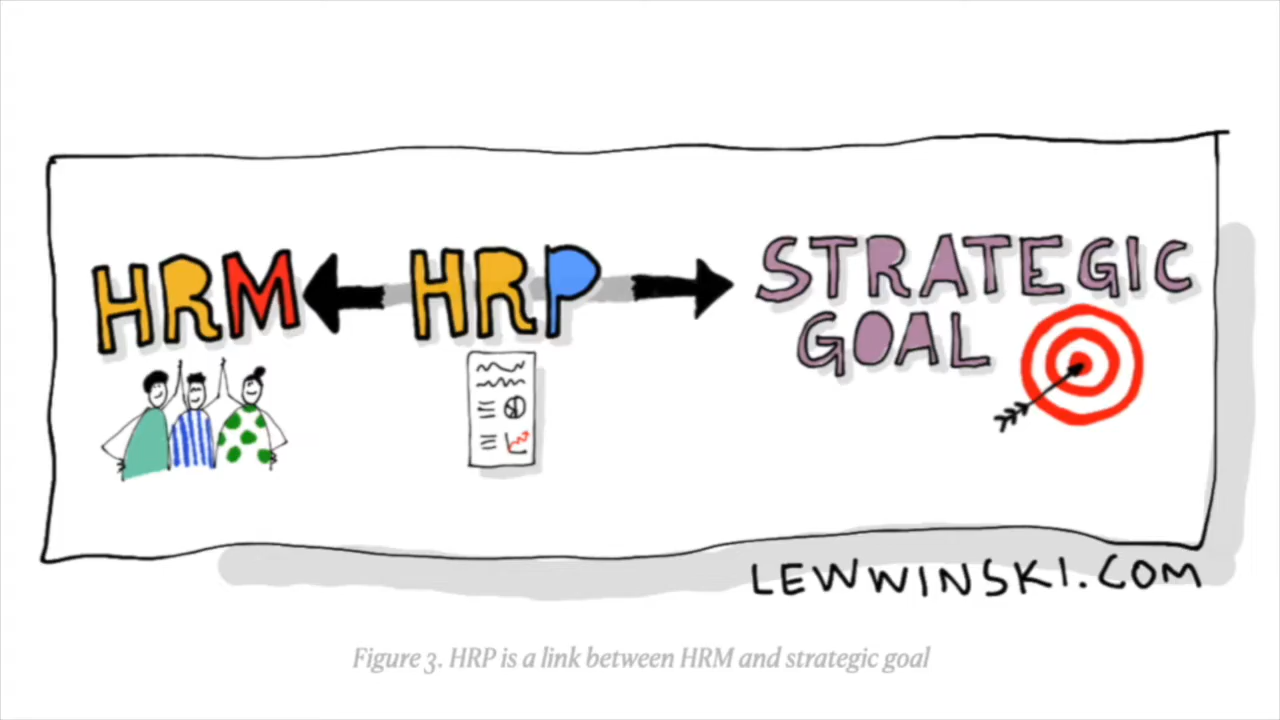 HRM HRP STRATEGIC
GOAL
LEWWINSKI.COM
Figure 3. HRP is a link between HRM and strategic goal